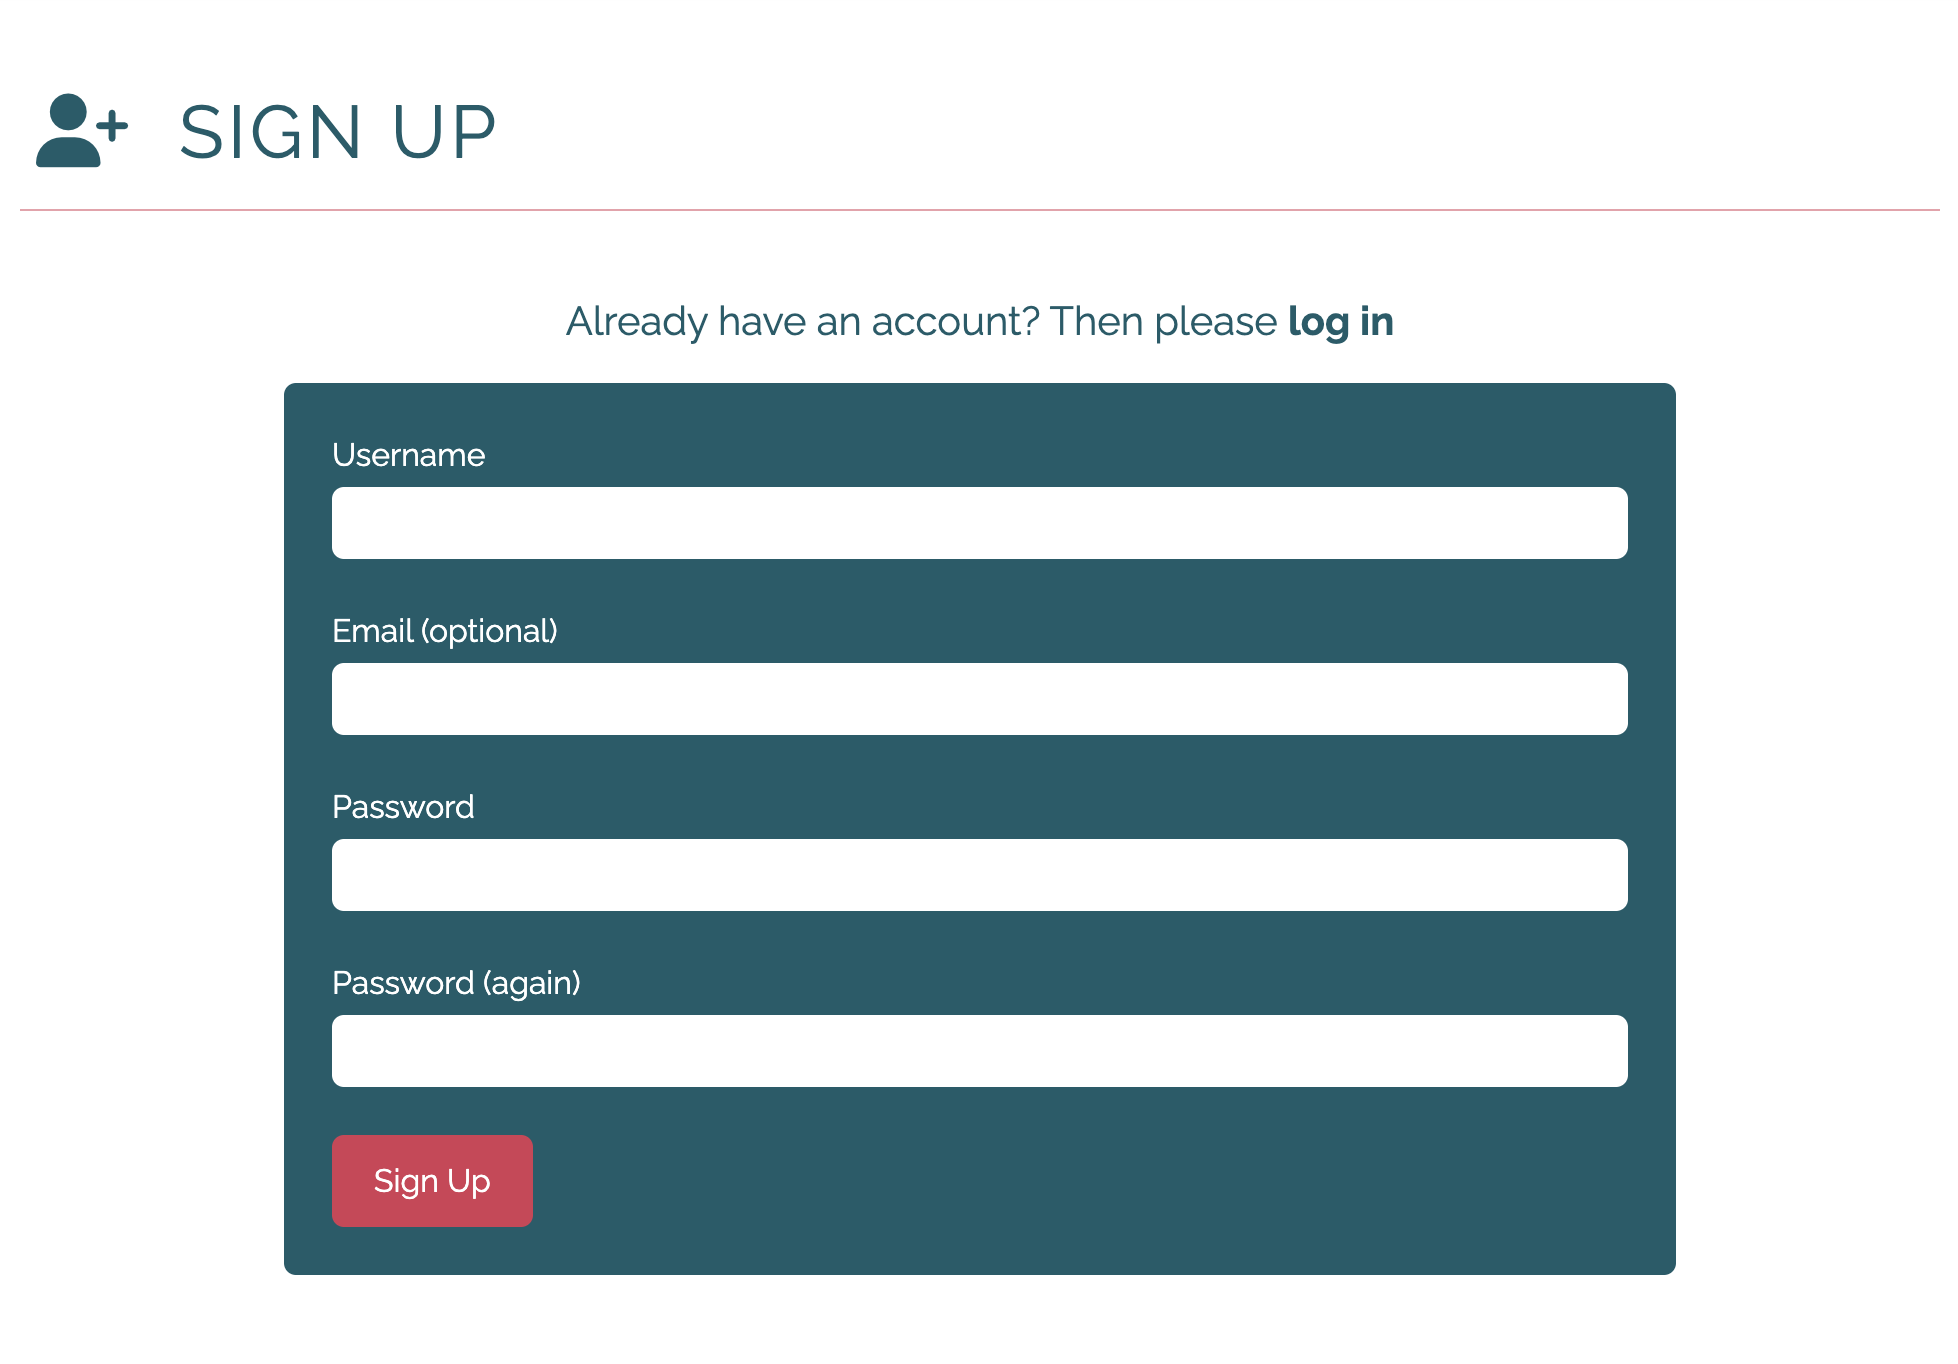 SIGN UP
Already have an account? Then please log in
Username
Email (optional)
Password
Password (again)
Sign Up